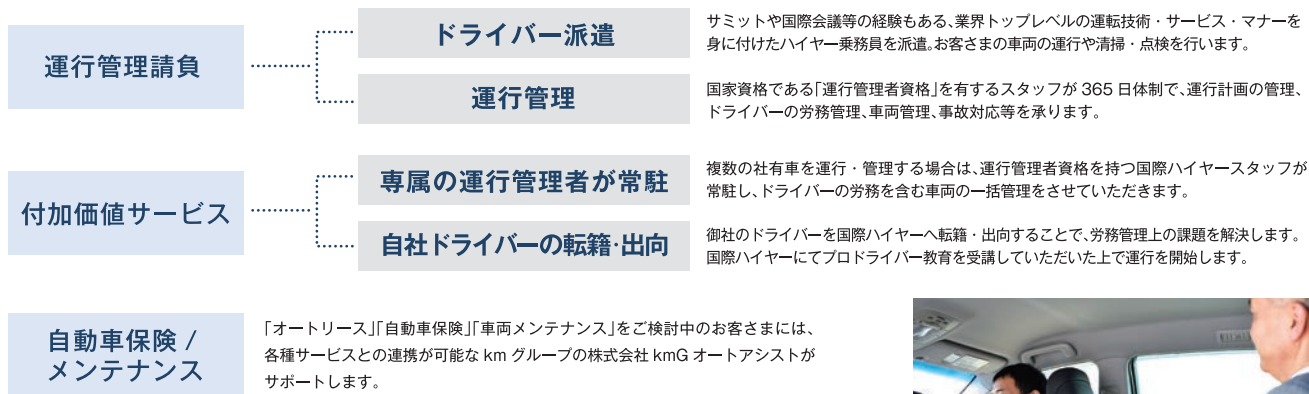 運行管理請負
ドライバー派遣
サミットや国際会議等の経験もある、業界トップレベルの運転技術・サービス・マナーを
身に付けたハイヤー乗務員を派遣。お客さまの車両の運行や清掃・点検を行います。
運行管理
国家資格である「運行管理者資格」を有するスタッフが 365 日体制で、運行計画の管理、
ドライバーの労務管理、車両管理、事故対応等を承ります。
付加価値サービス
専属の運行管理者が常駐
複数の社有車を運行・管理する場合は、運行管理者資格を持つ国際ハイヤースタッフが
常駐し、ドライバーの労務を含む車両の一括管理をさせていただきます。
自社ドライバーの転籍・出向
御社のドライバーを国際ハイヤーへ転籍・出向することで、労務管理上の課題を解決します。
国際ハイヤーにてプロドライバー教育を受講していただいた上で運行を開始します。
自動車保険 /
メンテナンス
「オートリース」「自動車保険」「車両メンテナンス」をご検討中のお客さまには、
各種サービスとの連携が可能な km グループの株式会社 kmG オートアシストが
サポートします。